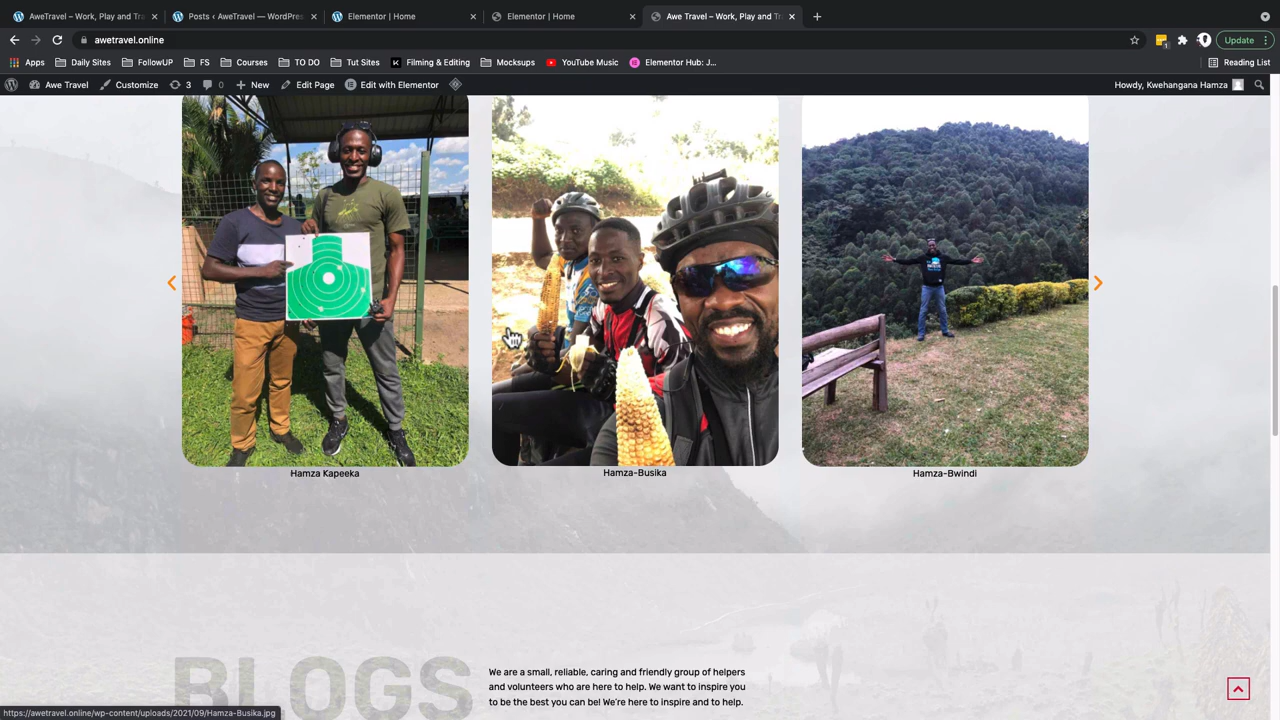 AweTravel – Work, Play and Tra
Posts ‹ AweTravel — WordPress
Elementor | Home
Elementor | Home
Awe Travel – Work, Play and Tr
awetravel.online
1
Update
Apps
Daily Sites
FollowUP
FS
Courses
TO DO
Tut Sites
Filming & Editing
Mocksups
YouTube Music
Elementor Hub: J...
Reading List
Awe Travel
Customize
3
0
New
Edit Page
Edit with Elementor
Howdy, Kwehangana Hamza
Hamza Kapeeka
Hamza-Busika
Hamza-Bwindi
BLOGS
We are a small, reliable, caring and friendly group of helpers
and volunteers who are here to help. We want to inspire you
to be the best you can be! We're here to inspire and to help.
https://awetravel.online/wp-content/uploads/2021/09/Hamza-Busika.jpg